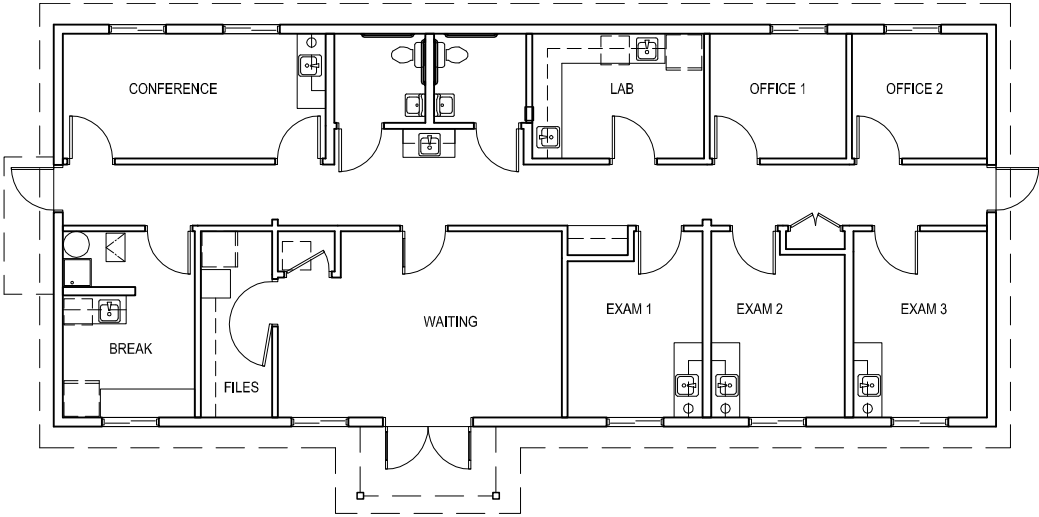 CONFERENCE
LAB
OFFICE 1
OFFICE 2
BREAK
FILES
WAITING
EXAM 1
EXAM 2
EXAM 3